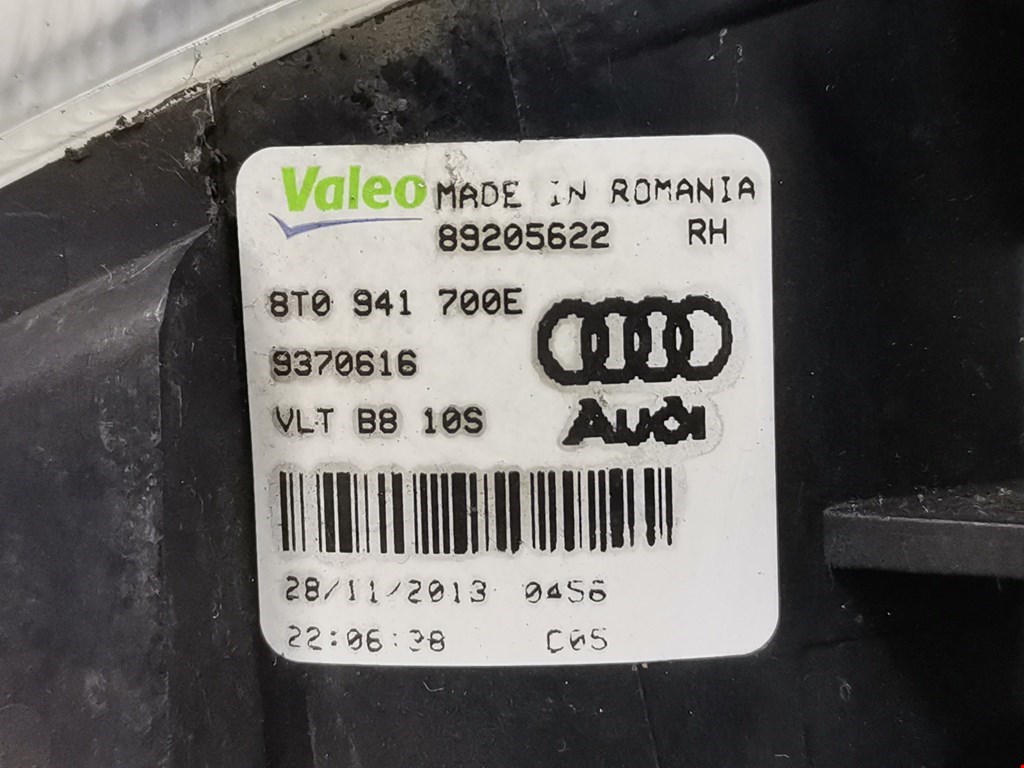 Valeo MADE IN ROMANIA
89205622 RH
8T0 941 700E
9370616
VLT B8 10S
Audi
28/11/2013 0456
22:06:38 C05